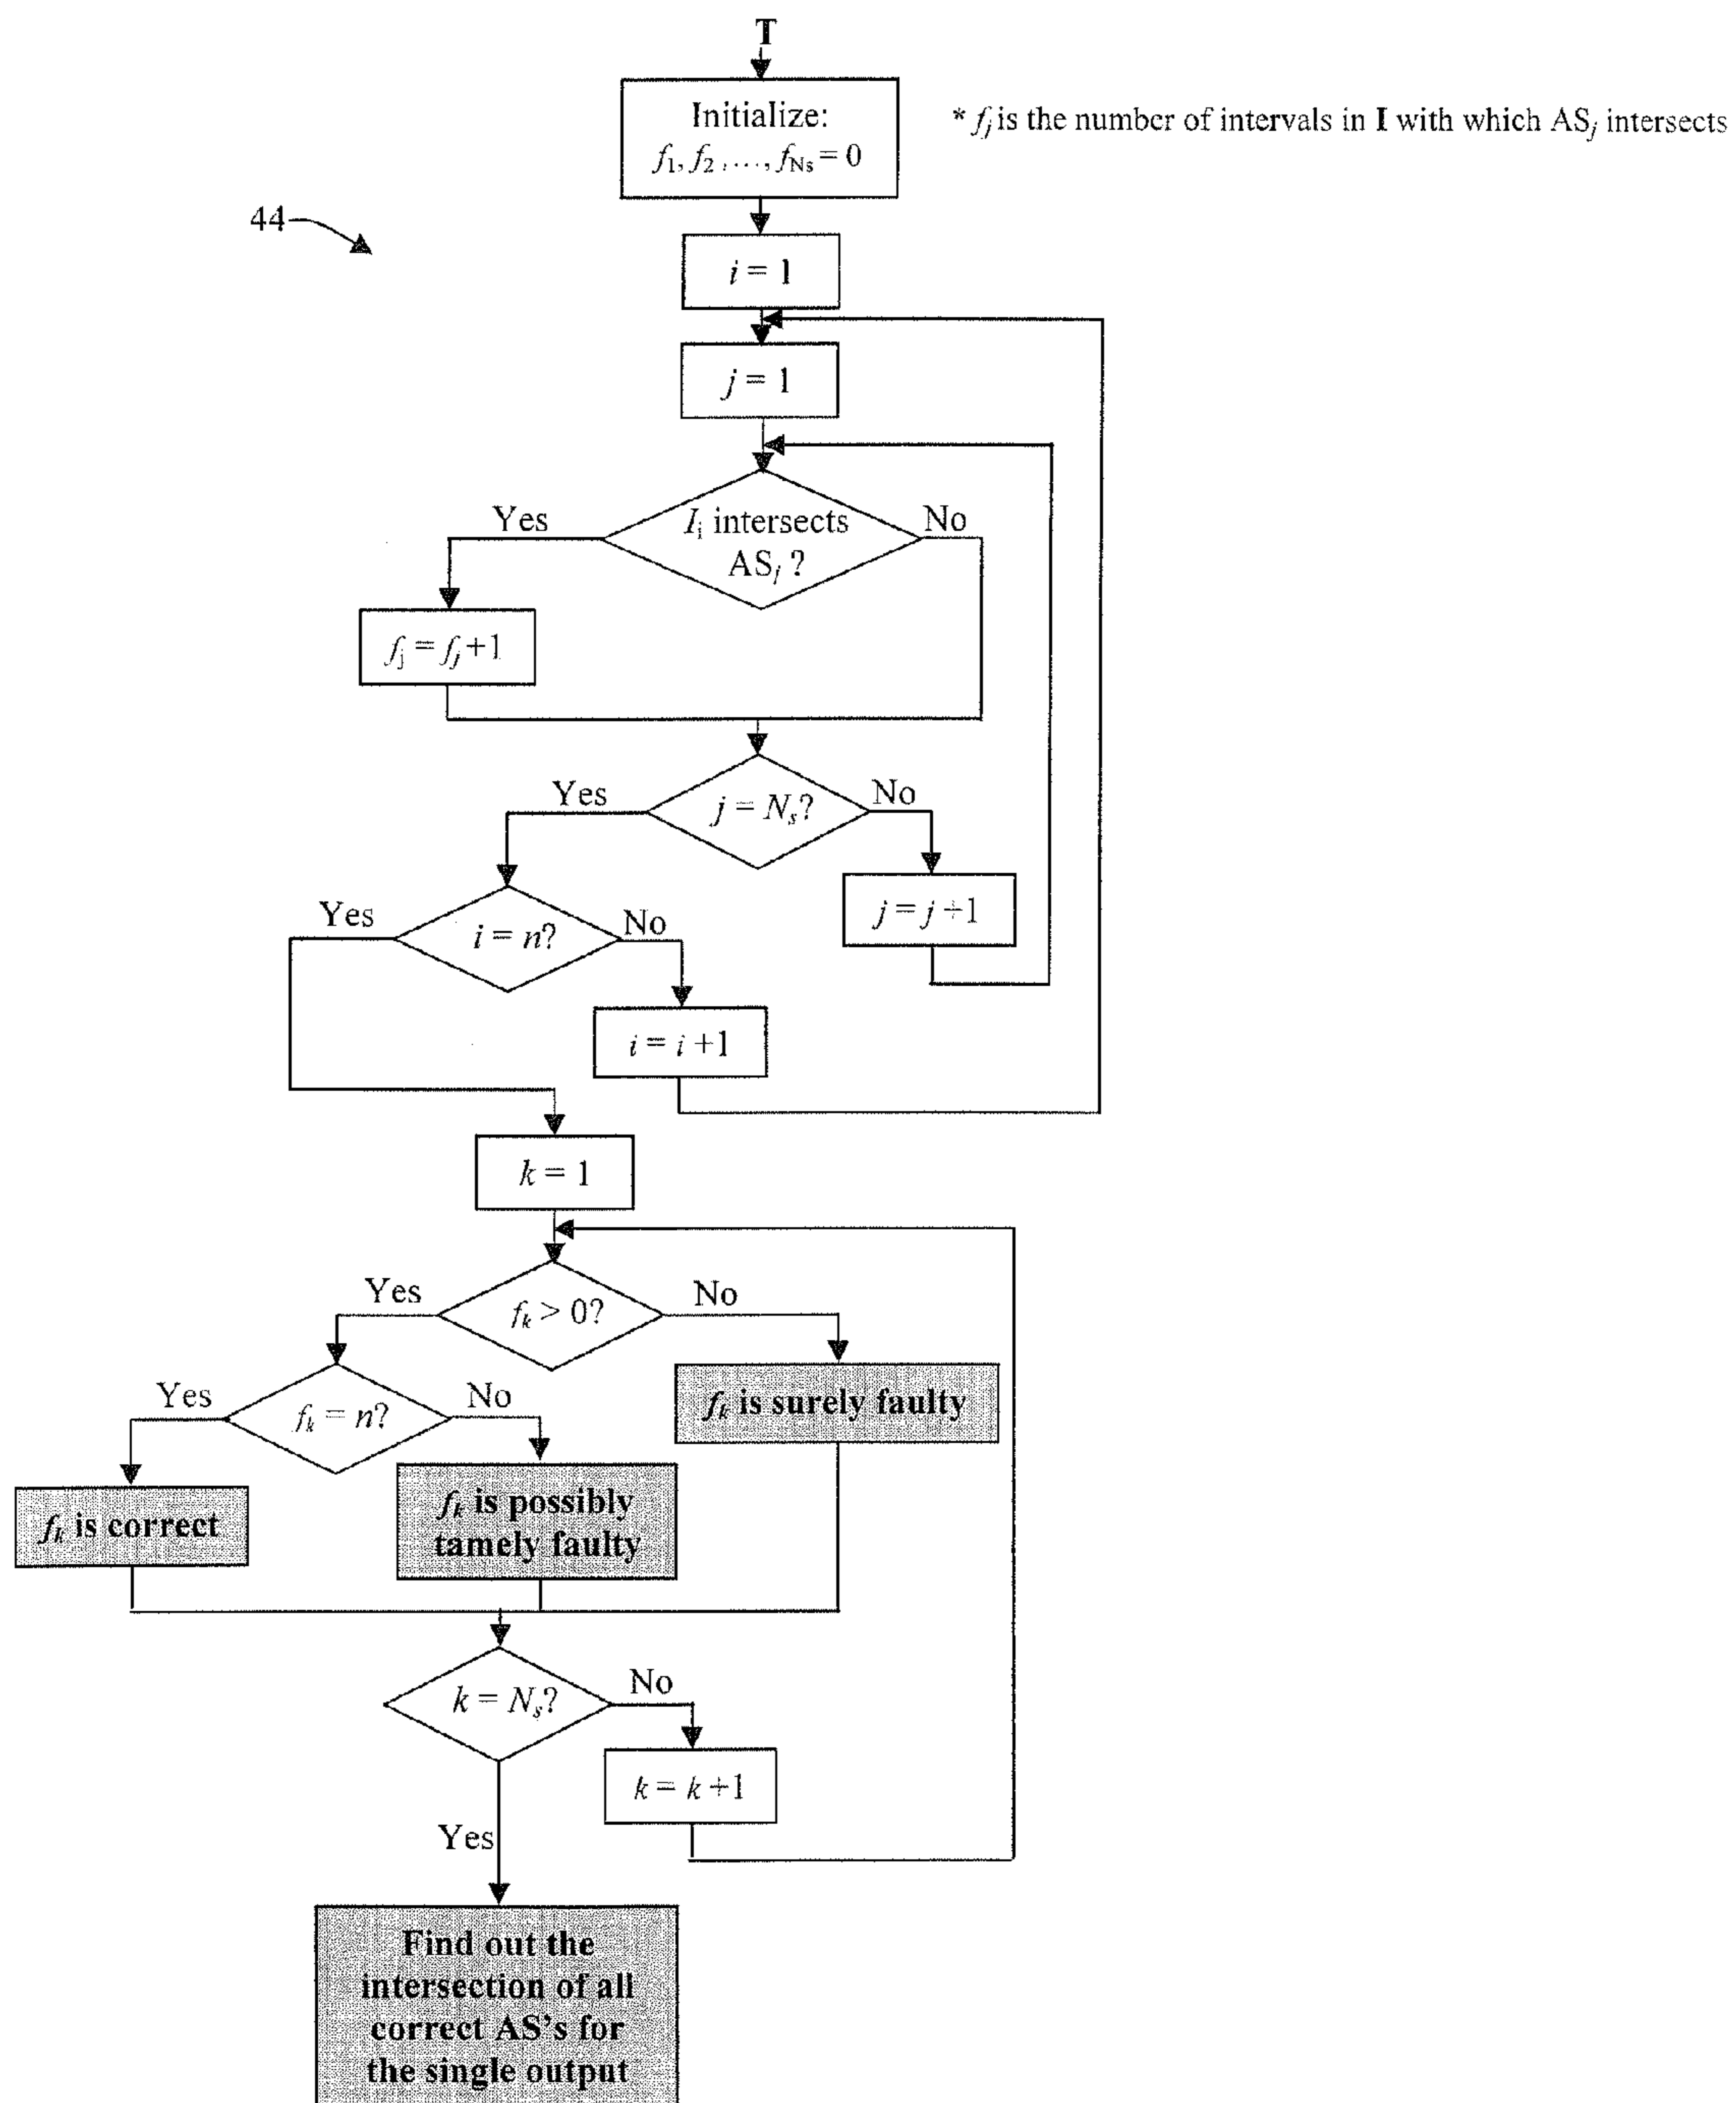 T
Initialize:
f1, f2 ,…, fNs = 0
* fj is the number of intervals in I with which ASj intersects
44
i = 1
j = 1
Ii intersects
ASj ?
Yes
No
fj = fj+1
j = Ns?
Yes
No
j = j+1
i = n?
Yes
No
i = i +1
k = 1
fk > 0?
Yes
No
fk is surely faulty
fk = n?
Yes
No
fk is correct
fk is possibly
tamely faulty
k = Ns?
No
k = k +1
Yes
Find out the
intersection of all
correct AS's for
the single output